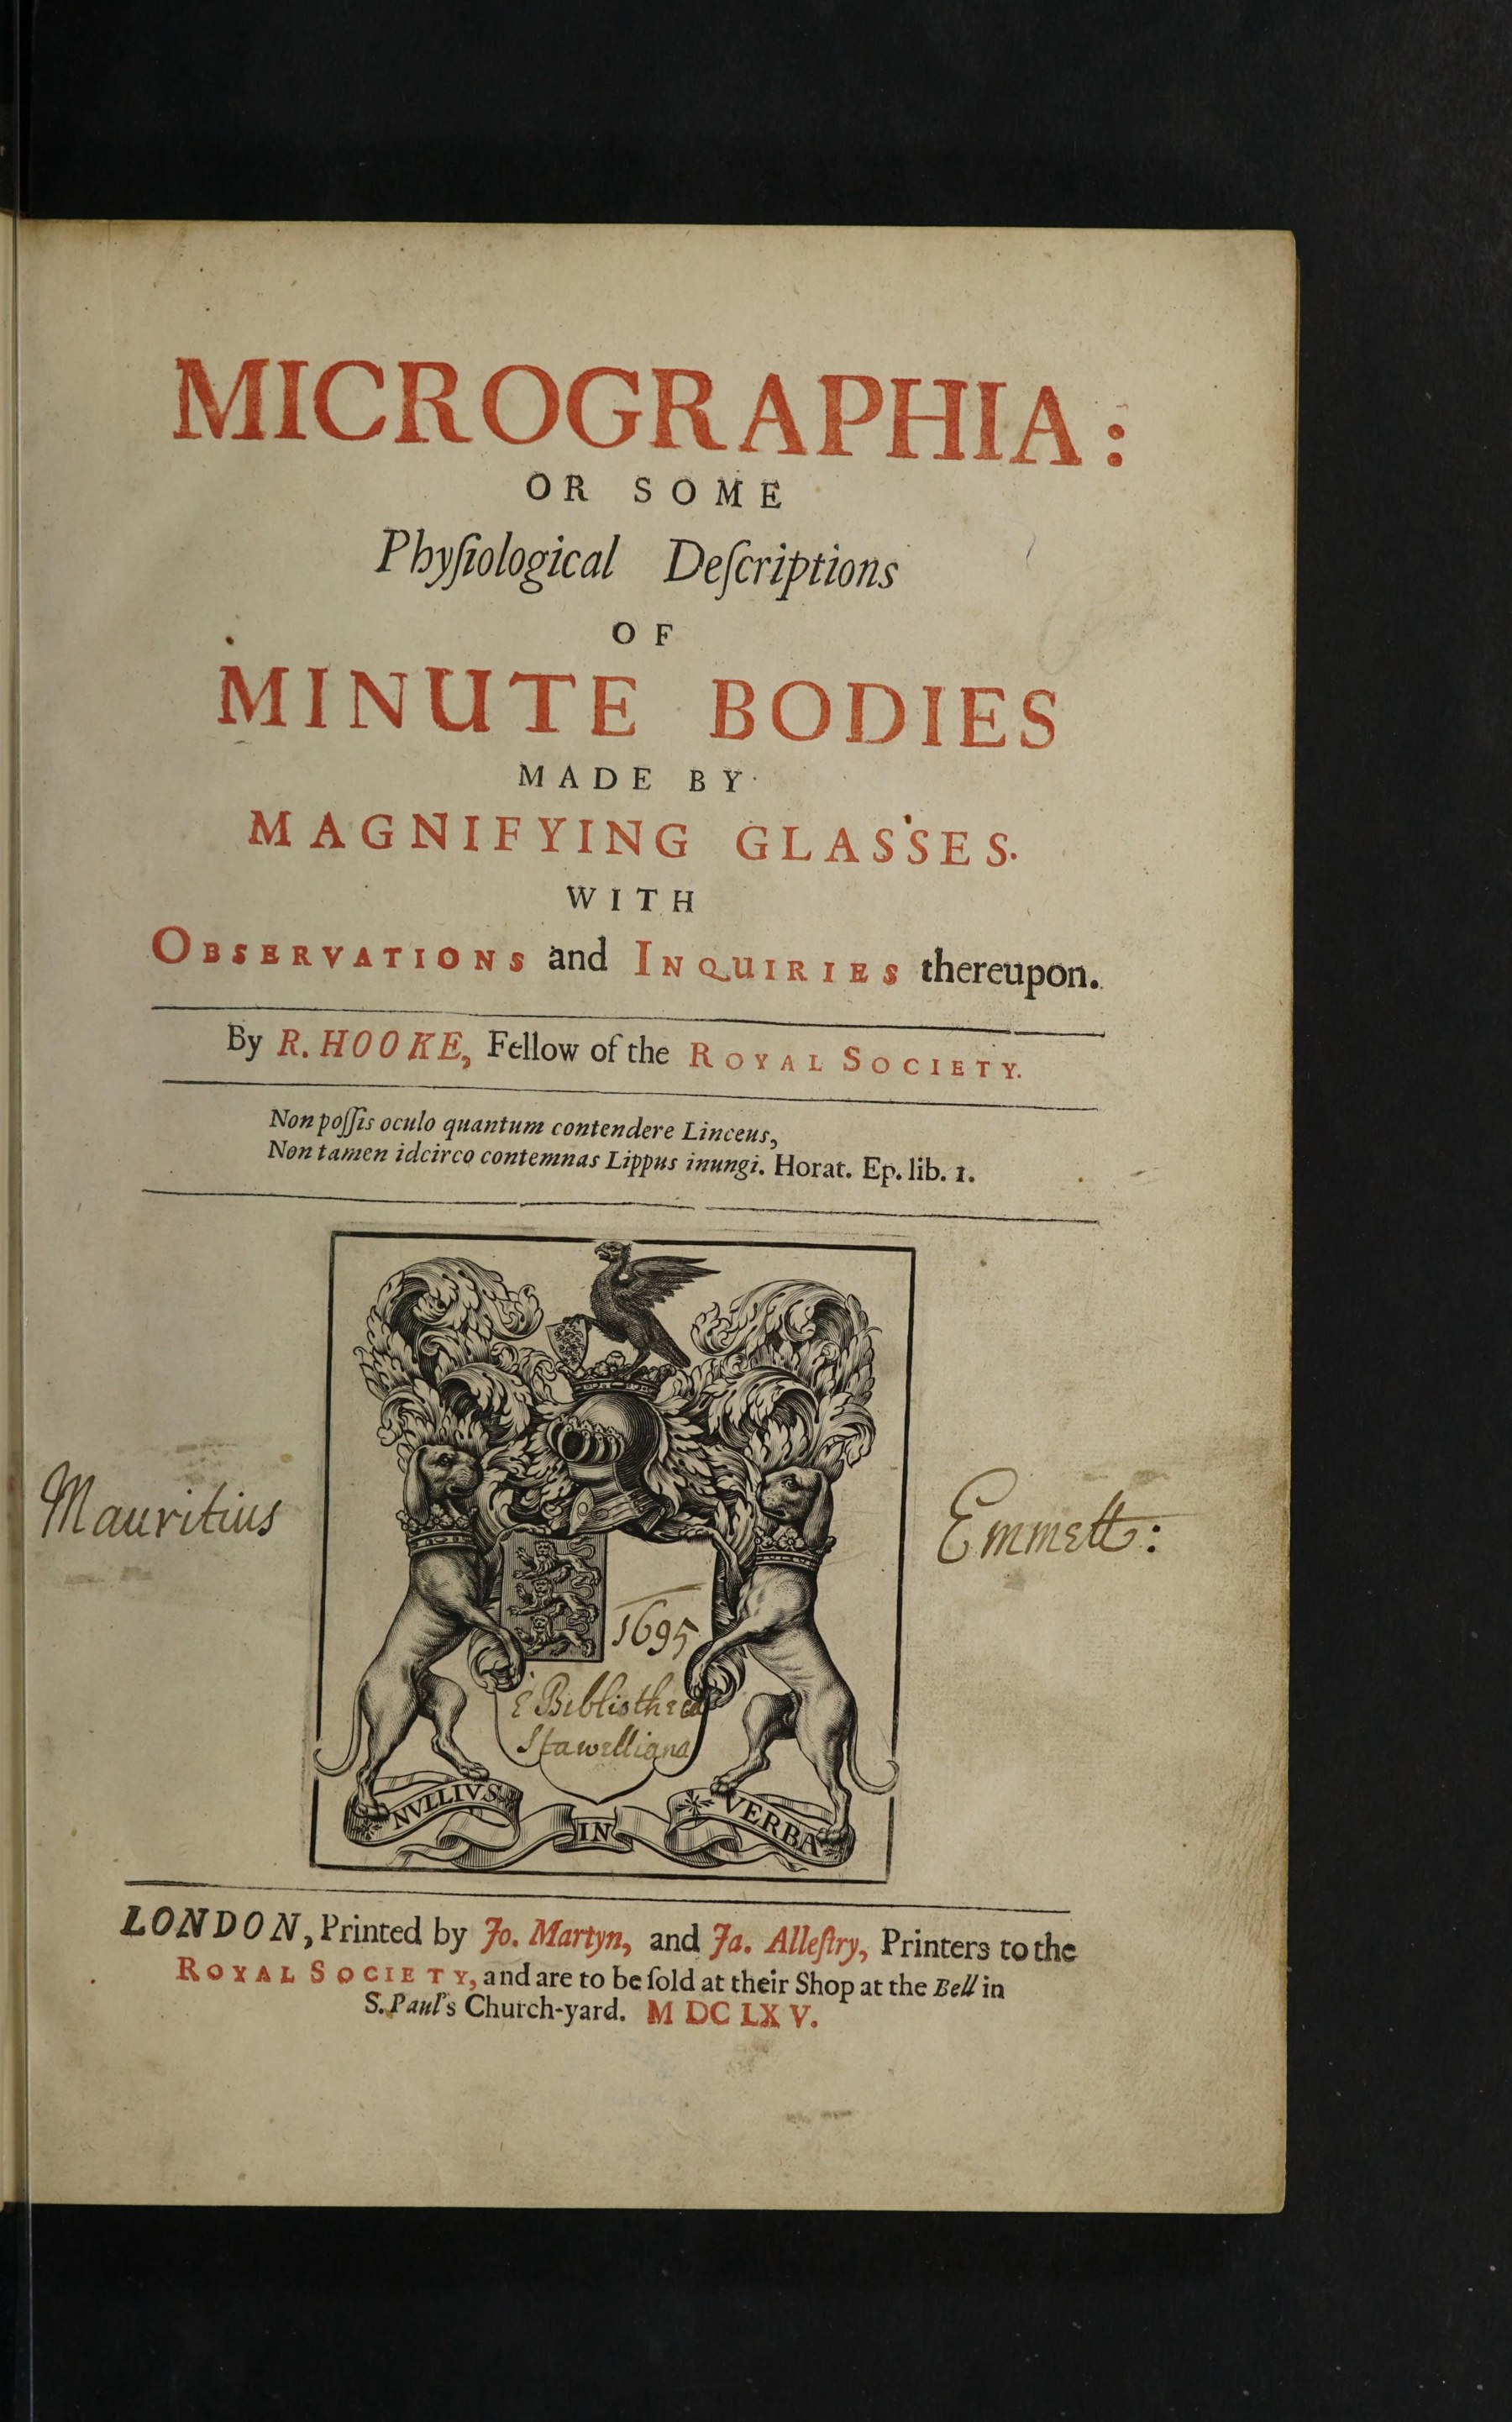 MICROGRAPHIA:
OR SOME
Phyſiological Deſcriptions
OF
MINUTE BODIES
MADE BY
MAGNIFYING GLASSES.
WITH
OBSERVATIONS and INQUIRIES thereupon.
By R. HOOKE, Fellow of the ROYAL SOCIETY.
Non poſſis oculo quantum contendere Linceus,
Non tamen idcirco contemnas Lippus inungi. Horat. Ep. lib. 1.
Mauritius
Emmett:
1695
È Bibliotheca
Stawelliana
NVLLIVS IN VERBA
LONDON, Printed by Jo. Martyn, and Ja. Alleſtry, Printers to the
ROYAL SOCIETY, and are to be ſold at their Shop at the Bell in
S. Paul's Church-yard. M DC LX V.